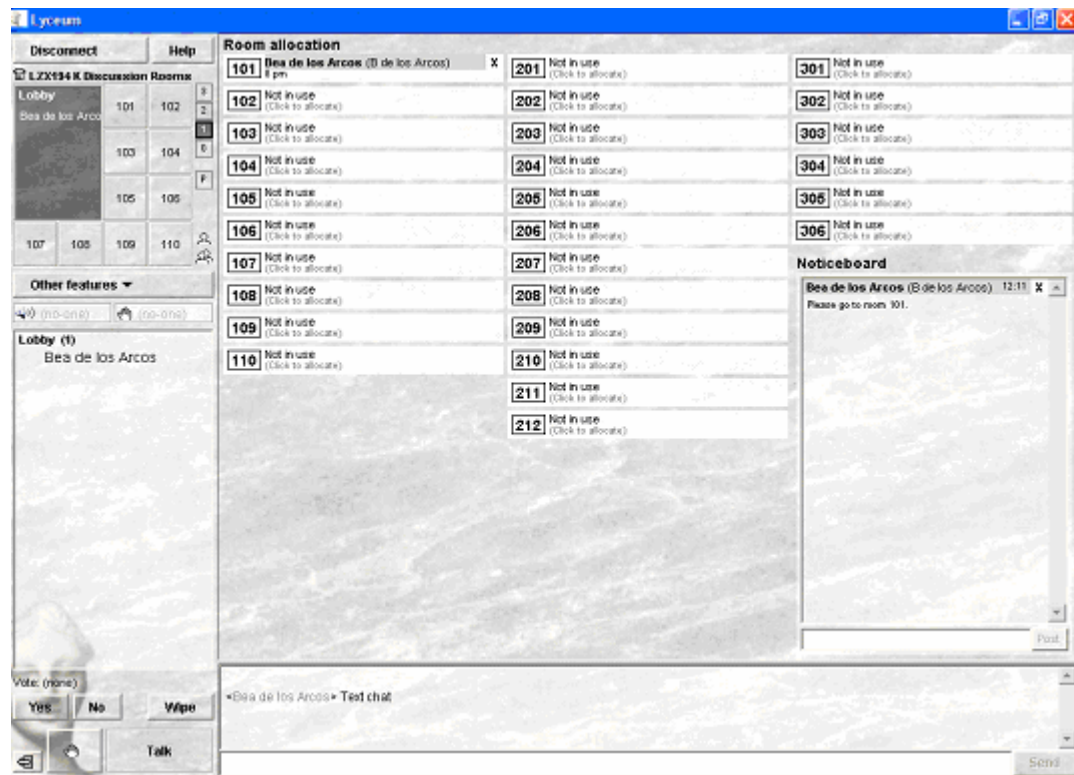 Lyceum
Disconnect
Help
LZX194 K Discussion Rooms
Lobby
Bea de los Arco
101
102
103
104
105
106
107
108
109
110
3
2
1
0
P
Other features
(no-one)
(no-one)
Lobby (1)
Bea de los Arcos
Vote: (none)
Yes
No
Wipe
Talk
Room allocation
101 Bea de los Arcos (B de los Arcos) X
8 pm
102 Not in use
(Click to allocate)
103 Not in use
(Click to allocate)
104 Not in use
(Click to allocate)
105 Not in use
(Click to allocate)
106 Not in use
(Click to allocate)
107 Not in use
(Click to allocate)
108 Not in use
(Click to allocate)
109 Not in use
(Click to allocate)
110 Not in use
(Click to allocate)
201 Not in use
(Click to allocate)
202 Not in use
(Click to allocate)
203 Not in use
(Click to allocate)
204 Not in use
(Click to allocate)
205 Not in use
(Click to allocate)
206 Not in use
(Click to allocate)
207 Not in use
(Click to allocate)
208 Not in use
(Click to allocate)
209 Not in use
(Click to allocate)
210 Not in use
(Click to allocate)
211 Not in use
(Click to allocate)
212 Not in use
(Click to allocate)
301 Not in use
(Click to allocate)
302 Not in use
(Click to allocate)
303 Not in use
(Click to allocate)
304 Not in use
(Click to allocate)
305 Not in use
(Click to allocate)
306 Not in use
(Click to allocate)
Noticeboard
Bea de los Arcos (B de los Arcos) 12:11 X
Please go to room 101.
Post
<Bea de los Arcos> Text chat
Send